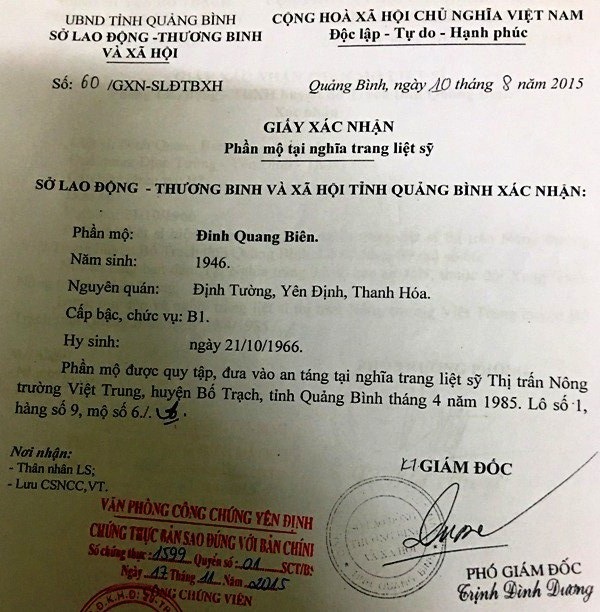 UBND TỈNH QUẢNG BÌNH
SỞ LAO ĐỘNG -THƯƠNG BINH
VÀ XÃ HỘI
CỘNG HOÀ XÃ HỘI CHỦ NGHĨA VIỆT NAM
Độc lập - Tự do - Hạnh phúc
Số: 60 /GXN-SLĐTBXH
Quảng Bình, ngày 10 tháng 8 năm 2015
GIẤY XÁC NHẬN
Phần mộ tại nghĩa trang liệt sỹ
SỞ LAO ĐỘNG - THƯƠNG BINH VÀ XÃ HỘI TỈNH QUẢNG BÌNH XÁC NHẬN:
Phần mộ: Đinh Quang Biên.
Năm sinh: 1946.
Nguyên quán: Định Tường, Yên Định, Thanh Hóa.
Cấp bậc, chức vụ: B1.
Hy sinh: ngày 21/10/1966.
Phần mộ được quy tập, đưa vào an táng tại nghĩa trang liệt sỹ Thị trấn Nông
trường Việt Trung, huyện Bố Trạch, tỉnh Quảng Bình tháng 4 năm 1985. Lô số 1,
hàng số 9, mộ số 6./.
Nơi nhận:
- Thân nhân LS;
- Lưu CSNCC,VT.
KT GIÁM ĐỐC
PHÓ GIÁM ĐỐC
Trịnh Đình Dương
VĂN PHÒNG CÔNG CHỨNG YÊN ĐỊNH
CHỨNG THỰC BẢN SAO ĐÚNG VỚI BẢN CHÍNH
Số chứng thực: 1599 Quyển số: 01 SCT/BS
Ngày 17 Tháng 11 Năm 2015
CÔNG CHỨNG VIÊN